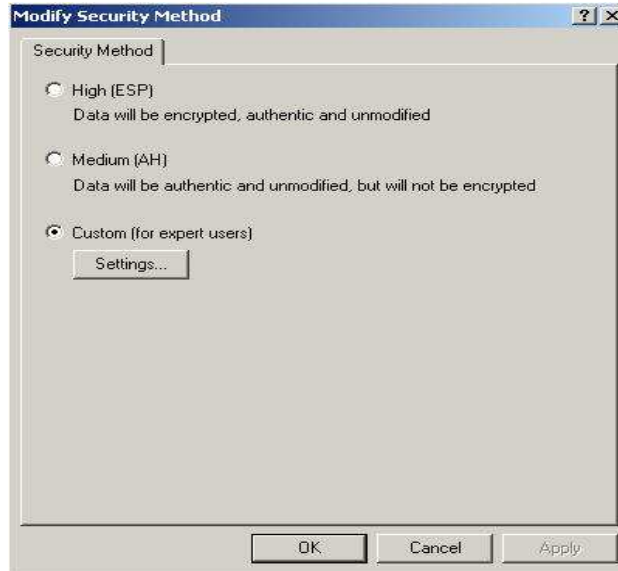 Modify Security Method
Security Method
High (ESP)
Data will be encrypted, authentic and unmodified
Medium (AH)
Data will be authentic and unmodified, but will not be encrypted
Custom (for expert users)
Settings...
OK
Cancel
Apply